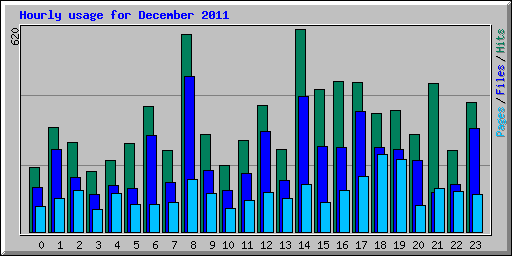 Hourly usage for December 2011
620
Pages / Files / Hits
0 1 2 3 4 5 6 7 8 9 10 11 12 13 14 15 16 17 18 19 20 21 22 23